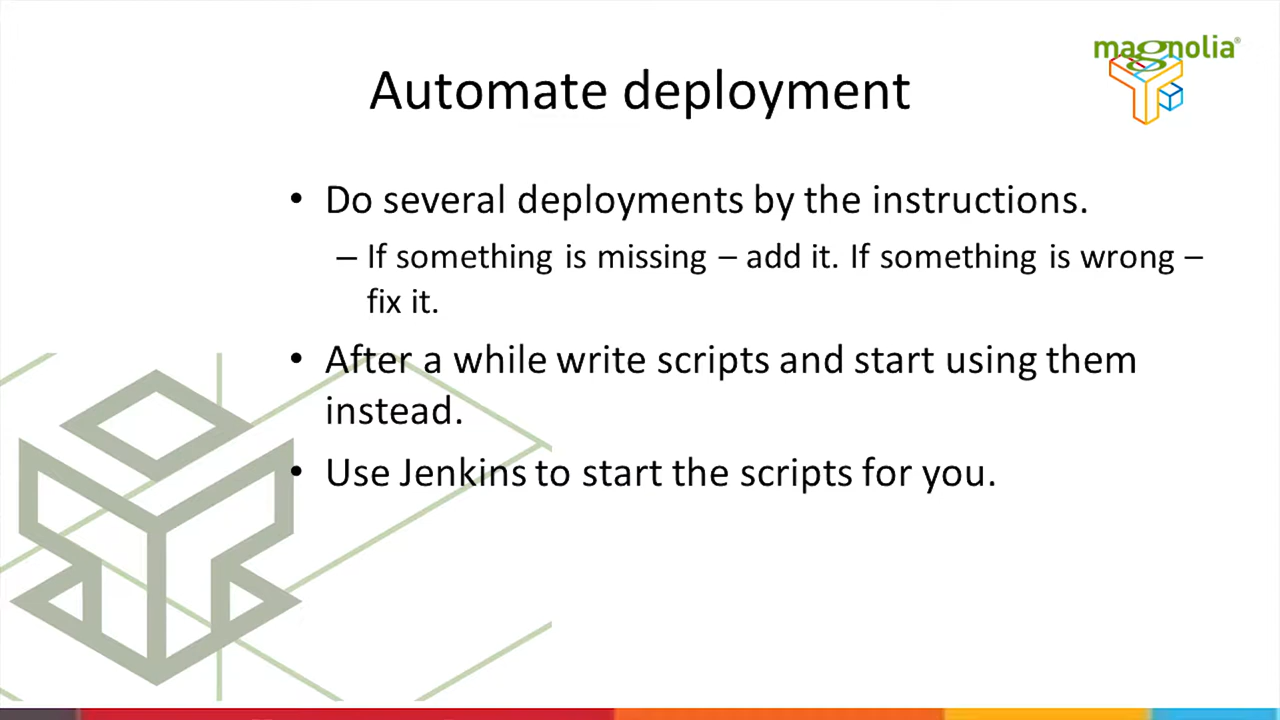 magnolia®
Automate deployment
• Do several deployments by the instructions.
– If something is missing – add it. If something is wrong –
fix it.
• After a while write scripts and start using them
instead.
• Use Jenkins to start the scripts for you.